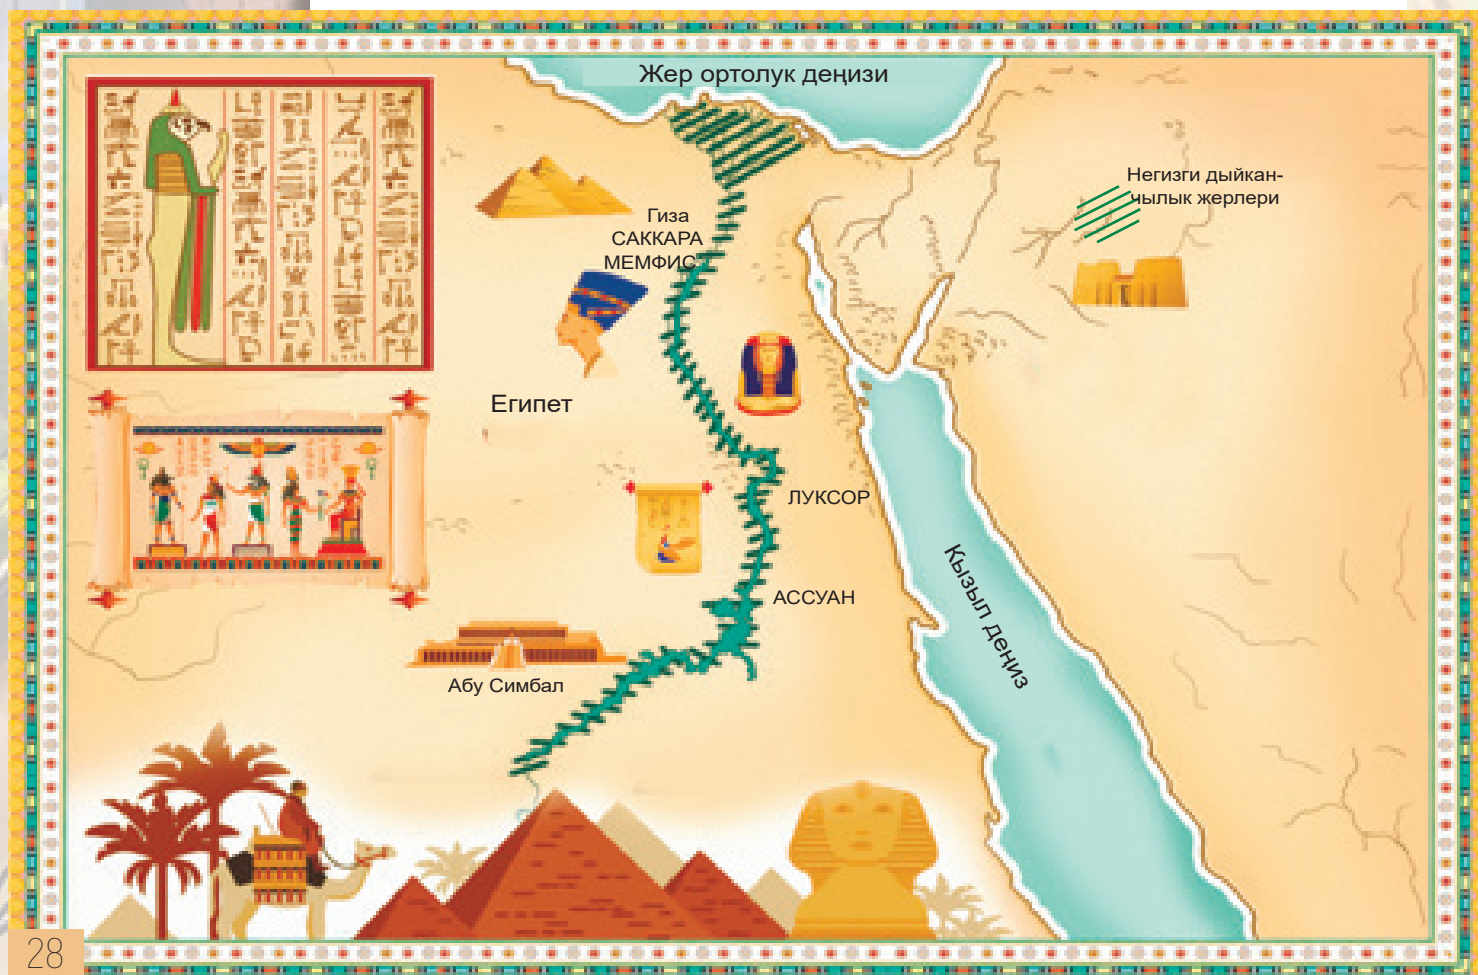 Жер ортолук деңизи
Негизги дыйкан-
чылык жерлери
Гиза
САККАРА
МЕМФИС
Египет
ЛУКСОР
АССУАН
Кызыл деңиз
Абу Симбал
28